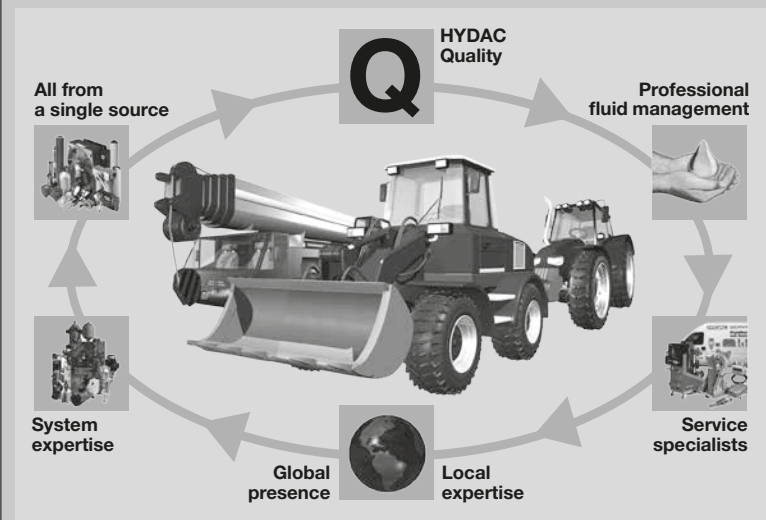 Q
HYDAC
Quality
All from
a single source
Professional
fluid management
System
expertise
Service
specialists
Global
presence
Local
expertise